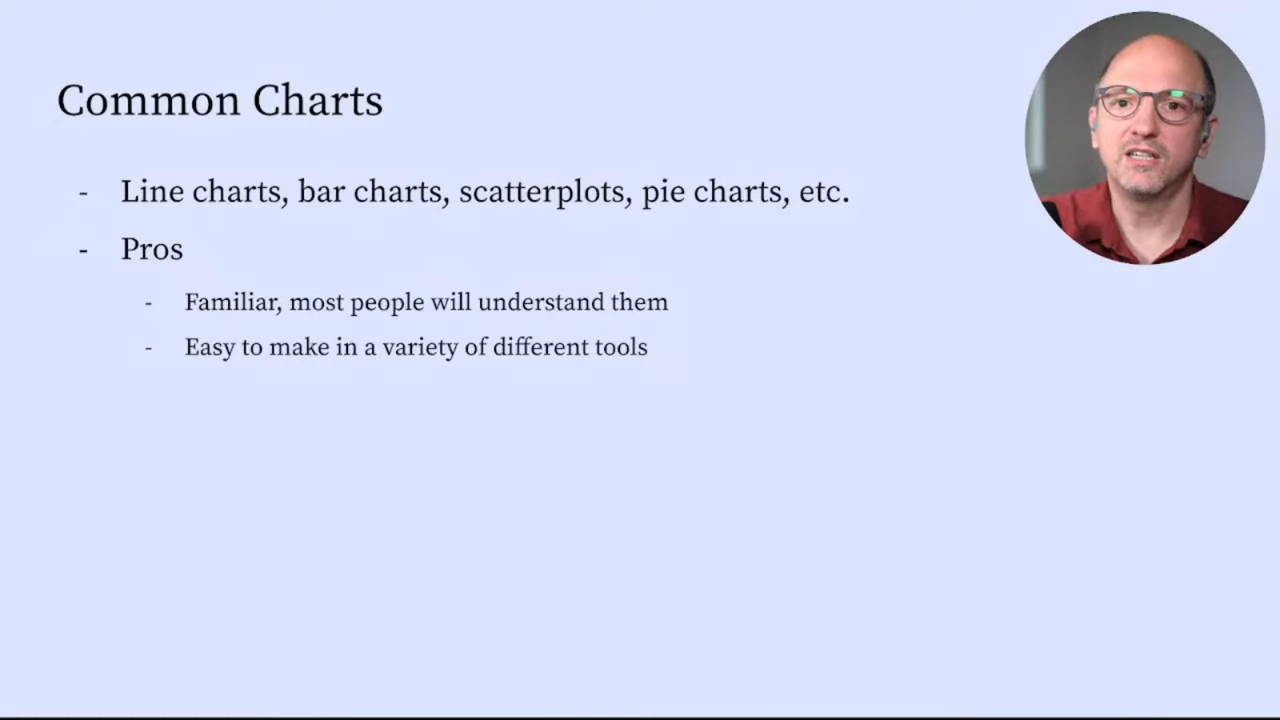 Common Charts
- Line charts, bar charts, scatterplots, pie charts, etc.
- Pros
- Familiar, most people will understand them
- Easy to make in a variety of different tools